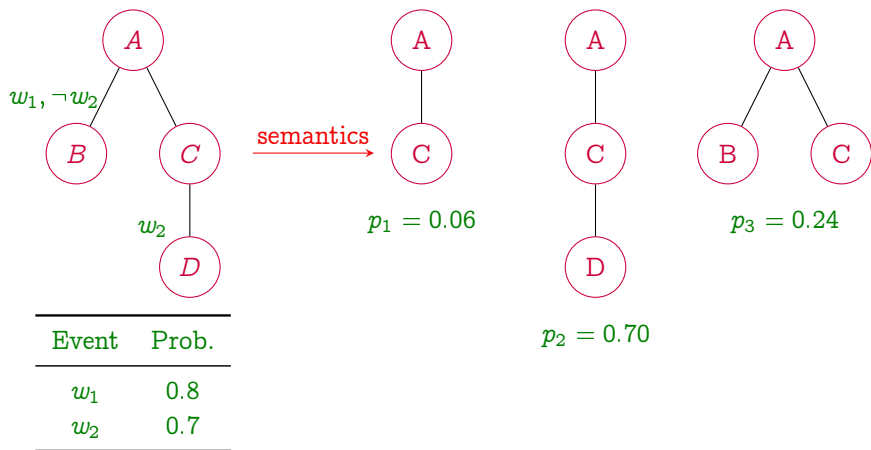 A A A A
w₁, ¬w₂
B C semantics C C B C
p₁ = 0.06 p₃ = 0.24
w₂
D D
Event Prob. p₂ = 0.70
w₁ 0.8
w₂ 0.7